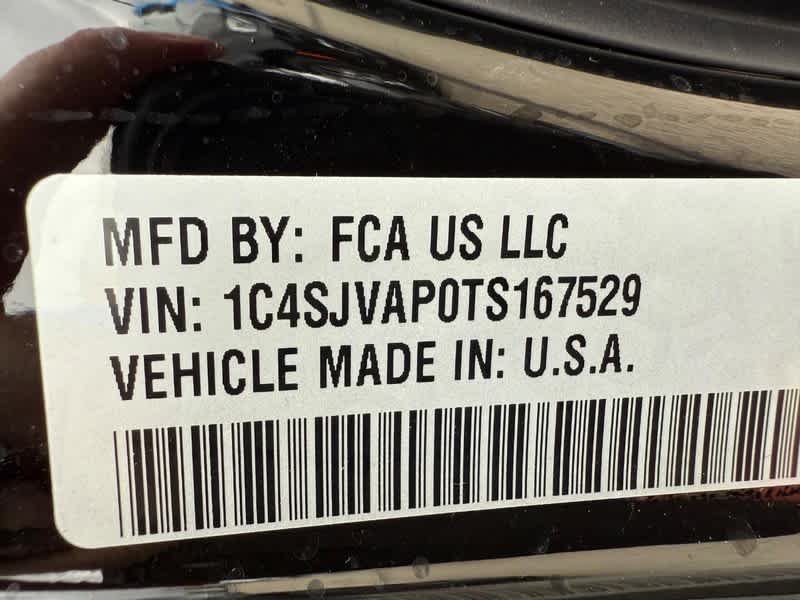 MFD BY: FCA US LLC
VIN: 1C4SJVAP0TS167529
VEHICLE MADE IN: U.S.A.